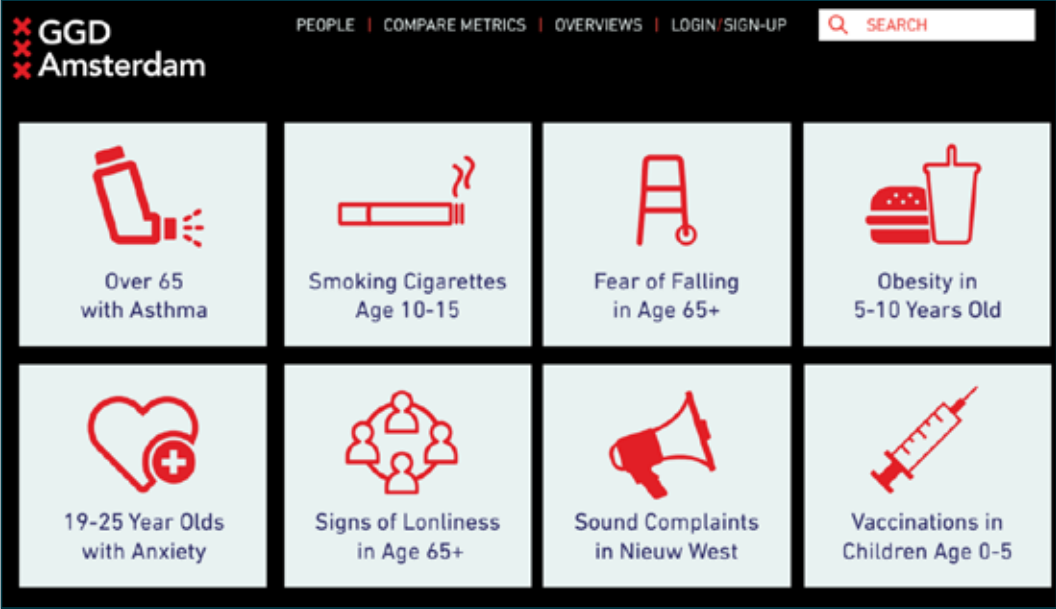 GGD
Amsterdam
PEOPLE | COMPARE METRICS | OVERVIEWS | LOGIN/SIGN-UP
SEARCH
Over 65
with Asthma
Smoking Cigarettes
Age 10-15
Fear of Falling
in Age 65+
Obesity in
5-10 Years Old
19-25 Year Olds
with Anxiety
Signs of Lonliness
in Age 65+
Sound Complaints
in Nieuw West
Vaccinations in
Children Age 0-5